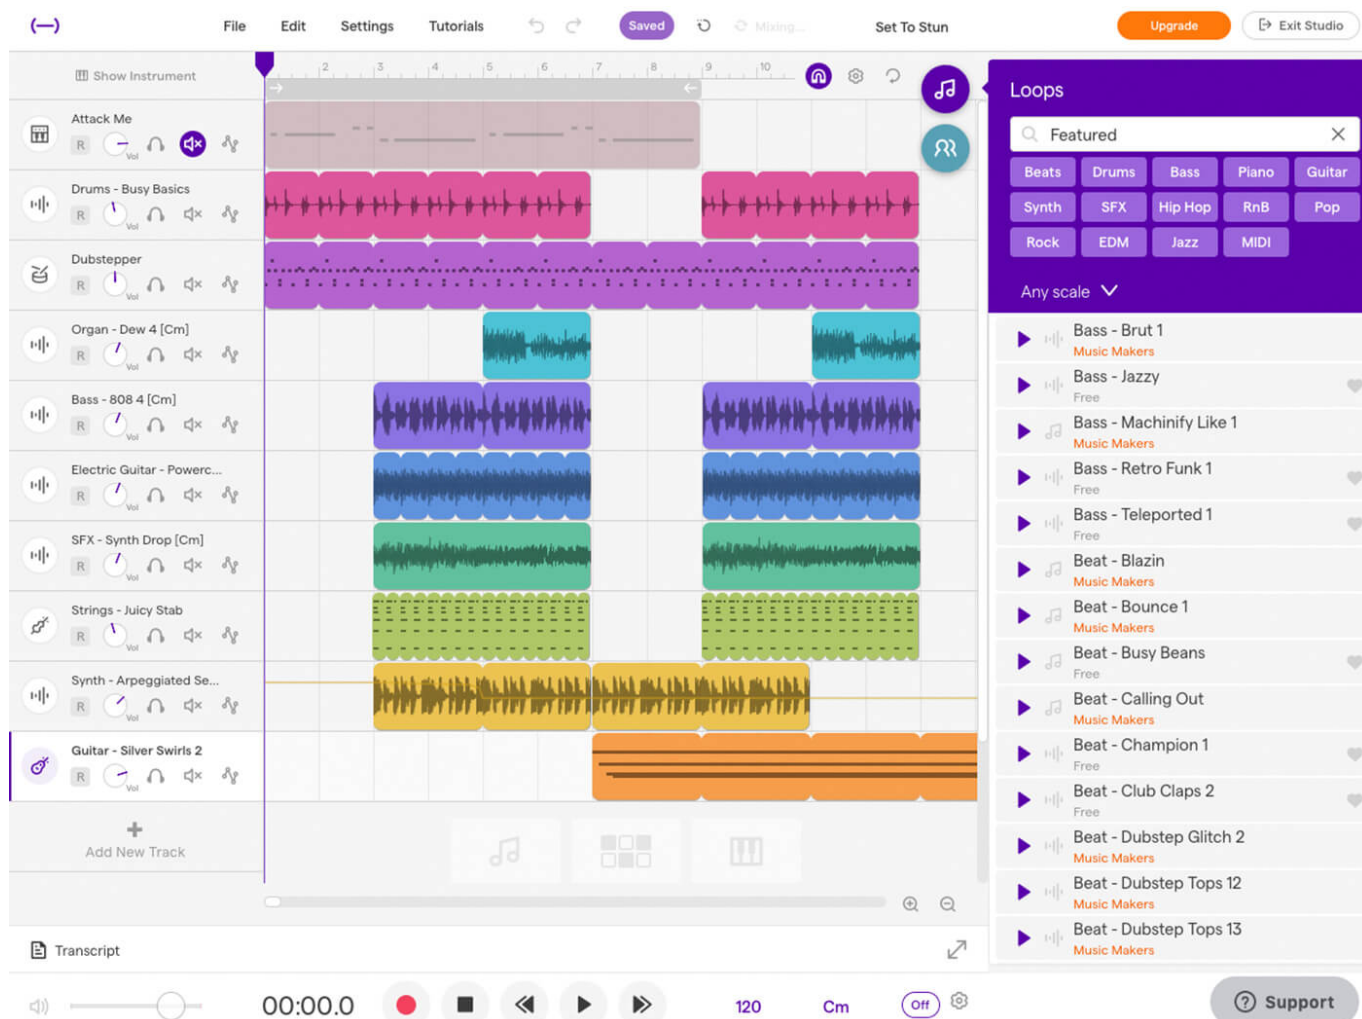 File Edit Settings Tutorials Saved Mixing... Set To Stun Upgrade Exit Studio
Show Instrument
2 3 4 5 6 7 8 9 10
Attack Me
R Vol
Drums - Busy Basics
R Vol
Dubstepper
R Vol
Organ - Dew 4 [Cm]
R Vol
Bass - 808 4 [Cm]
R Vol
Electric Guitar - Powerc...
R Vol
SFX - Synth Drop [Cm]
R Vol
Strings - Juicy Stab
R Vol
Synth - Arpeggiated Se...
R Vol
Guitar - Silver Swirls 2
R Vol
Add New Track
Loops
Featured
Beats Drums Bass Piano Guitar
Synth SFX Hip Hop RnB Pop
Rock EDM Jazz MIDI
Any scale
Bass - Brut 1
Music Makers
Bass - Jazzy
Free
Bass - Machinify Like 1
Music Makers
Bass - Retro Funk 1
Free
Bass - Teleported 1
Free
Beat - Blazin
Music Makers
Beat - Bounce 1
Music Makers
Beat - Busy Beans
Free
Beat - Calling Out
Music Makers
Beat - Champion 1
Free
Beat - Club Claps 2
Free
Beat - Dubstep Glitch 2
Music Makers
Beat - Dubstep Tops 12
Music Makers
Beat - Dubstep Tops 13
Music Makers
Transcript
00:00.0 120 Cm Off
Support